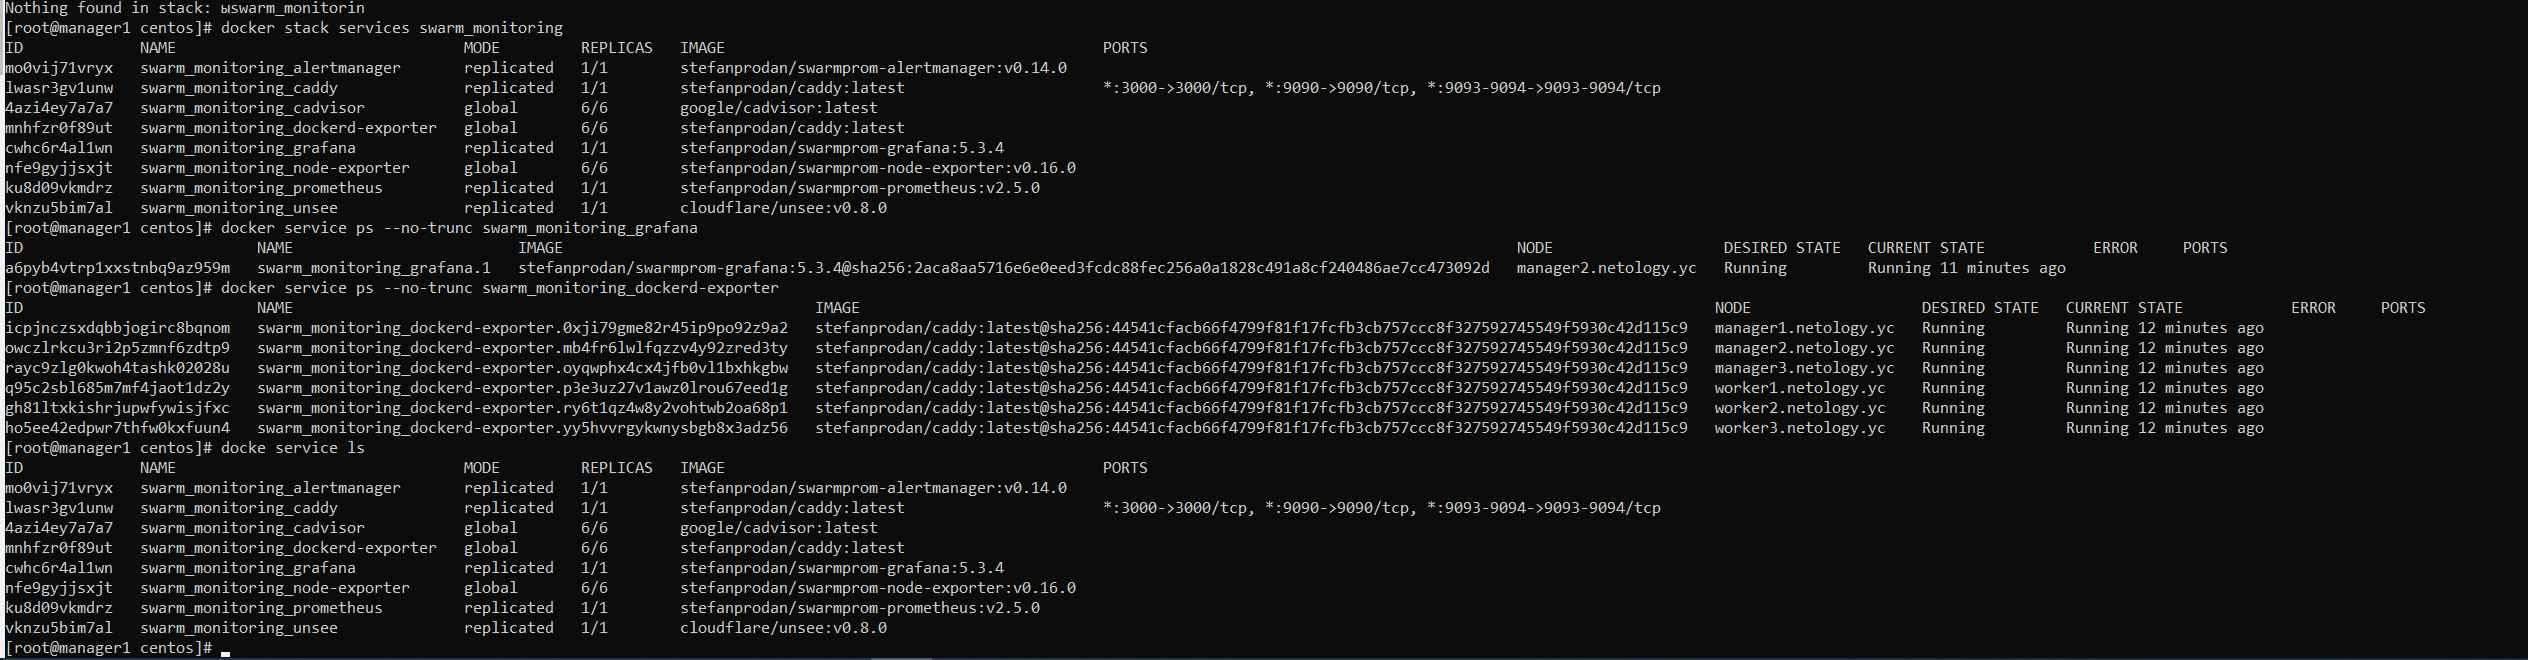 Nothing found in stack: ыswarm_monitorin
[root@manager1 centos]# docker stack services swarm_monitoring
ID             NAME                               MODE         REPLICAS   IMAGE                                          PORTS
mo0vij71vryx   swarm_monitoring_alertmanager      replicated   1/1        stefanprodan/swarmprom-alertmanager:v0.14.0
lwasr3gv1unw   swarm_monitoring_caddy             replicated   1/1        stefanprodan/caddy:latest                      *:3000->3000/tcp, *:9090->9090/tcp, *:9093-9094->9093-9094/tcp
4azi4ey7a7a7   swarm_monitoring_cadvisor          global       6/6        google/cadvisor:latest
mnhfzr0f89ut   swarm_monitoring_dockerd-exporter   global       6/6        stefanprodan/caddy:latest
cwhc6r4al1wn   swarm_monitoring_grafana           replicated   1/1        stefanprodan/swarmprom-grafana:5.3.4
nfe9gyjjsxjt   swarm_monitoring_node-exporter     global       6/6        stefanprodan/swarmprom-node-exporter:v0.16.0
ku8d09vkmdrz   swarm_monitoring_prometheus        replicated   1/1        stefanprodan/swarmprom-prometheus:v2.5.0
vknzu5bim7al   swarm_monitoring_unsee             replicated   1/1        cloudflare/unsee:v0.8.0
[root@manager1 centos]# docker service ps --no-trunc swarm_monitoring_grafana
ID                          NAME                         IMAGE                                                                                                          NODE                   DESIRED STATE   CURRENT STATE            ERROR     PORTS
a6pyb4vtrp1xxstnbq9az959m   swarm_monitoring_grafana.1   stefanprodan/swarmprom-grafana:5.3.4@sha256:2aca8aa5716e6e0eed3fcdc88fec256a0a1828c491a8cf240486ae7cc473092d   manager2.netology.yc   Running         Running 11 minutes ago
[root@manager1 centos]# docker service ps --no-trunc swarm_monitoring_dockerd-exporter
ID                          NAME                                                          IMAGE                                                                                               NODE                   DESIRED STATE   CURRENT STATE            ERROR     PORTS
icpjnczsxdqbbjogirc8bqnom   swarm_monitoring_dockerd-exporter.0xji79gme82r45ip9po92z9a2   stefanprodan/caddy:latest@sha256:44541cfacb66f4799f81f17fcfb3cb757ccc8f327592745549f5930c42d115c9   manager1.netology.yc   Running         Running 12 minutes ago
owczlrkcu3ri2p5zmnf6zdtp9   swarm_monitoring_dockerd-exporter.mb4fr6lwlfqzzv4y92zred3ty   stefanprodan/caddy:latest@sha256:44541cfacb66f4799f81f17fcfb3cb757ccc8f327592745549f5930c42d115c9   manager2.netology.yc   Running         Running 12 minutes ago
rayc9zlg0kwoh4tashk02028u   swarm_monitoring_dockerd-exporter.oyqwphx4cx4jfb0vl1bxhkgbw   stefanprodan/caddy:latest@sha256:44541cfacb66f4799f81f17fcfb3cb757ccc8f327592745549f5930c42d115c9   manager3.netology.yc   Running         Running 12 minutes ago
q95c2sbl685m7mf4jaot1dz2y   swarm_monitoring_dockerd-exporter.p3e3uz27v1awz0lrou67eed1g   stefanprodan/caddy:latest@sha256:44541cfacb66f4799f81f17fcfb3cb757ccc8f327592745549f5930c42d115c9   worker1.netology.yc    Running         Running 12 minutes ago
gh81ltxkishrjupwfywisjfxc   swarm_monitoring_dockerd-exporter.ry6t1qz4w8y2vohtwb2oa68p1   stefanprodan/caddy:latest@sha256:44541cfacb66f4799f81f17fcfb3cb757ccc8f327592745549f5930c42d115c9   worker2.netology.yc    Running         Running 12 minutes ago
ho5ee42edpwr7thfw0kxfuun4   swarm_monitoring_dockerd-exporter.yy5hvvrgykwnysbgb8x3adz56   stefanprodan/caddy:latest@sha256:44541cfacb66f4799f81f17fcfb3cb757ccc8f327592745549f5930c42d115c9   worker3.netology.yc    Running         Running 12 minutes ago
[root@manager1 centos]# docke service ls
ID             NAME                               MODE         REPLICAS   IMAGE                                          PORTS
mo0vij71vryx   swarm_monitoring_alertmanager      replicated   1/1        stefanprodan/swarmprom-alertmanager:v0.14.0
lwasr3gv1unw   swarm_monitoring_caddy             replicated   1/1        stefanprodan/caddy:latest                      *:3000->3000/tcp, *:9090->9090/tcp, *:9093-9094->9093-9094/tcp
4azi4ey7a7a7   swarm_monitoring_cadvisor          global       6/6        google/cadvisor:latest
mnhfzr0f89ut   swarm_monitoring_dockerd-exporter   global       6/6        stefanprodan/caddy:latest
cwhc6r4al1wn   swarm_monitoring_grafana           replicated   1/1        stefanprodan/swarmprom-grafana:5.3.4
nfe9gyjjsxjt   swarm_monitoring_node-exporter     global       6/6        stefanprodan/swarmprom-node-exporter:v0.16.0
ku8d09vkmdrz   swarm_monitoring_prometheus        replicated   1/1        stefanprodan/swarmprom-prometheus:v2.5.0
vknzu5bim7al   swarm_monitoring_unsee             replicated   1/1        cloudflare/unsee:v0.8.0
[root@manager1 centos]#